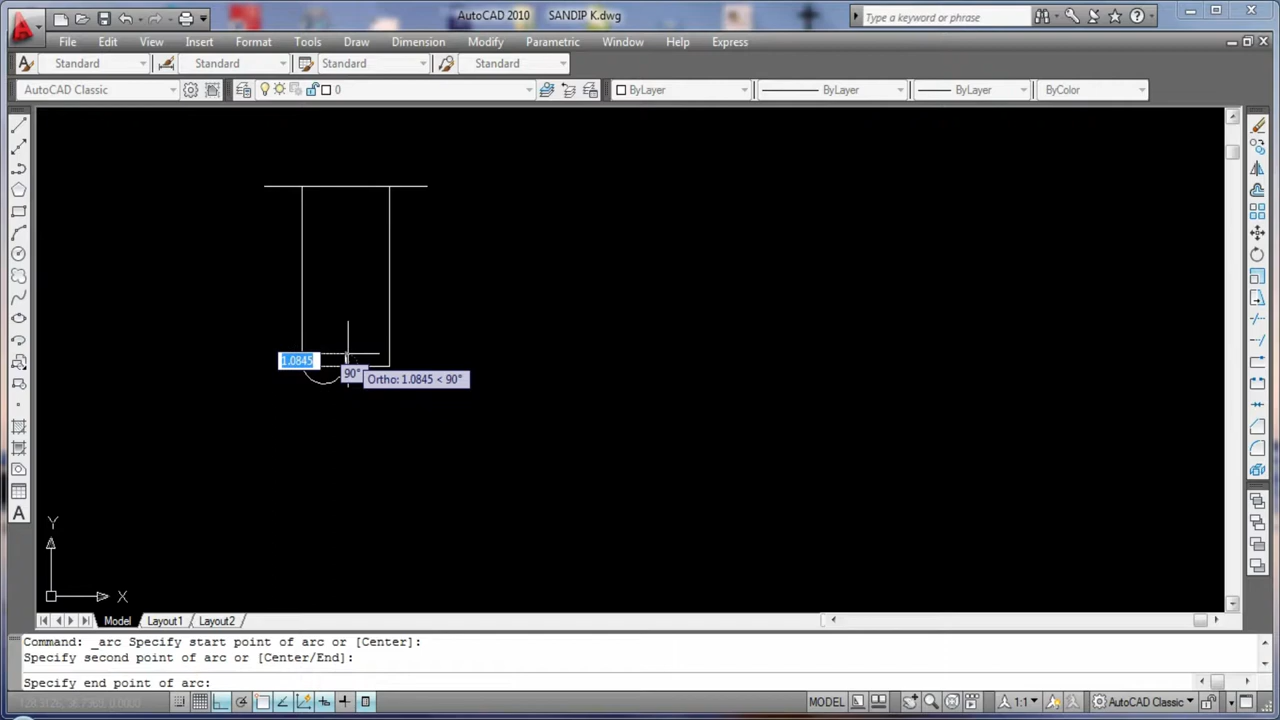 AutoCAD 2010 SANDIP K.dwg
Type a keyword or phrase
File Edit View Insert Format Tools Draw Dimension Modify Parametric Window Help Express
Standard Standard Standard Standard
AutoCAD Classic 0 ByLayer ByLayer ByLayer ByColor
1.0845
90°
Ortho: 1.0845 < 90°
Y
X
A
Model Layout1 Layout2
Command: _arc Specify start point of arc or [Center]:
Specify second point of arc or [Center/End]:
Specify end point of arc:
MODEL 1:1 AutoCAD Classic